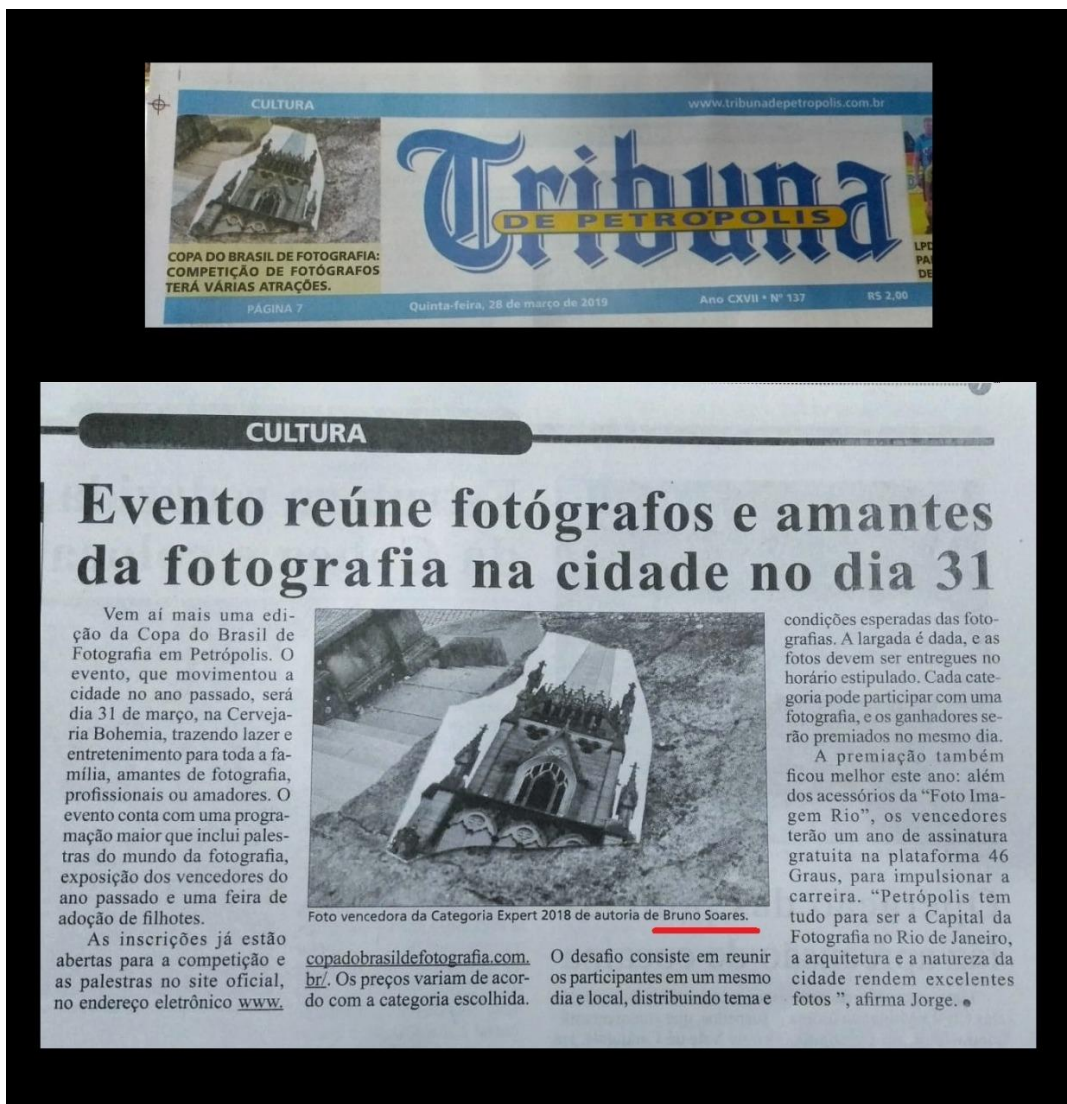 CULTURA
www.tribunadepetropolis.com.br
Tribuna
DE PETRÓPOLIS
COPA DO BRASIL DE FOTOGRAFIA:
COMPETIÇÃO DE FOTÓGRAFOS
TERÁ VÁRIAS ATRAÇÕES.
PÁGINA 7
Quinta-feira, 28 de março de 2019
Ano CXVII • Nº 137
R$ 2,00
CULTURA
Evento reúne fotógrafos e amantes
da fotografia na cidade no dia 31
Vem aí mais uma edi-
ção da Copa do Brasil de
Fotografia em Petrópolis. O
evento, que movimentou a
cidade no ano passado, será
dia 31 de março, na Cerveja-
ria Bohemia, trazendo lazer e
entretenimento para toda a fa-
mília, amantes de fotografia,
profissionais ou amadores. O
evento conta com uma progra-
mação maior que inclui pales-
tras do mundo da fotografia,
exposição dos vencedores do
ano passado e uma feira de
adoção de filhotes.
As inscrições já estão
abertas para a competição e
as palestras no site oficial,
no endereço eletrônico www.
Foto vencedora da Categoria Expert 2018 de autoria de Bruno Soares.
copadobrasildefotografia.com.
br/. Os preços variam de acor-
do com a categoria escolhida.
O desafio consiste em reunir
os participantes em um mesmo
dia e local, distribuindo tema e
condições esperadas das foto-
grafias. A largada é dada, e as
fotos devem ser entregues no
horário estipulado. Cada cate-
goria pode participar com uma
fotografia, e os ganhadores se-
rão premiados no mesmo dia.
A premiação também
ficou melhor este ano: além
dos acessórios da “Foto Ima-
gem Rio”, os vencedores
terão um ano de assinatura
gratuita na plataforma 46
Graus, para impulsionar a
carreira. “Petrópolis tem
tudo para ser a Capital da
Fotografia no Rio de Janeiro,
a arquitetura e a natureza da
cidade rendem excelentes
fotos ”, afirma Jorge.